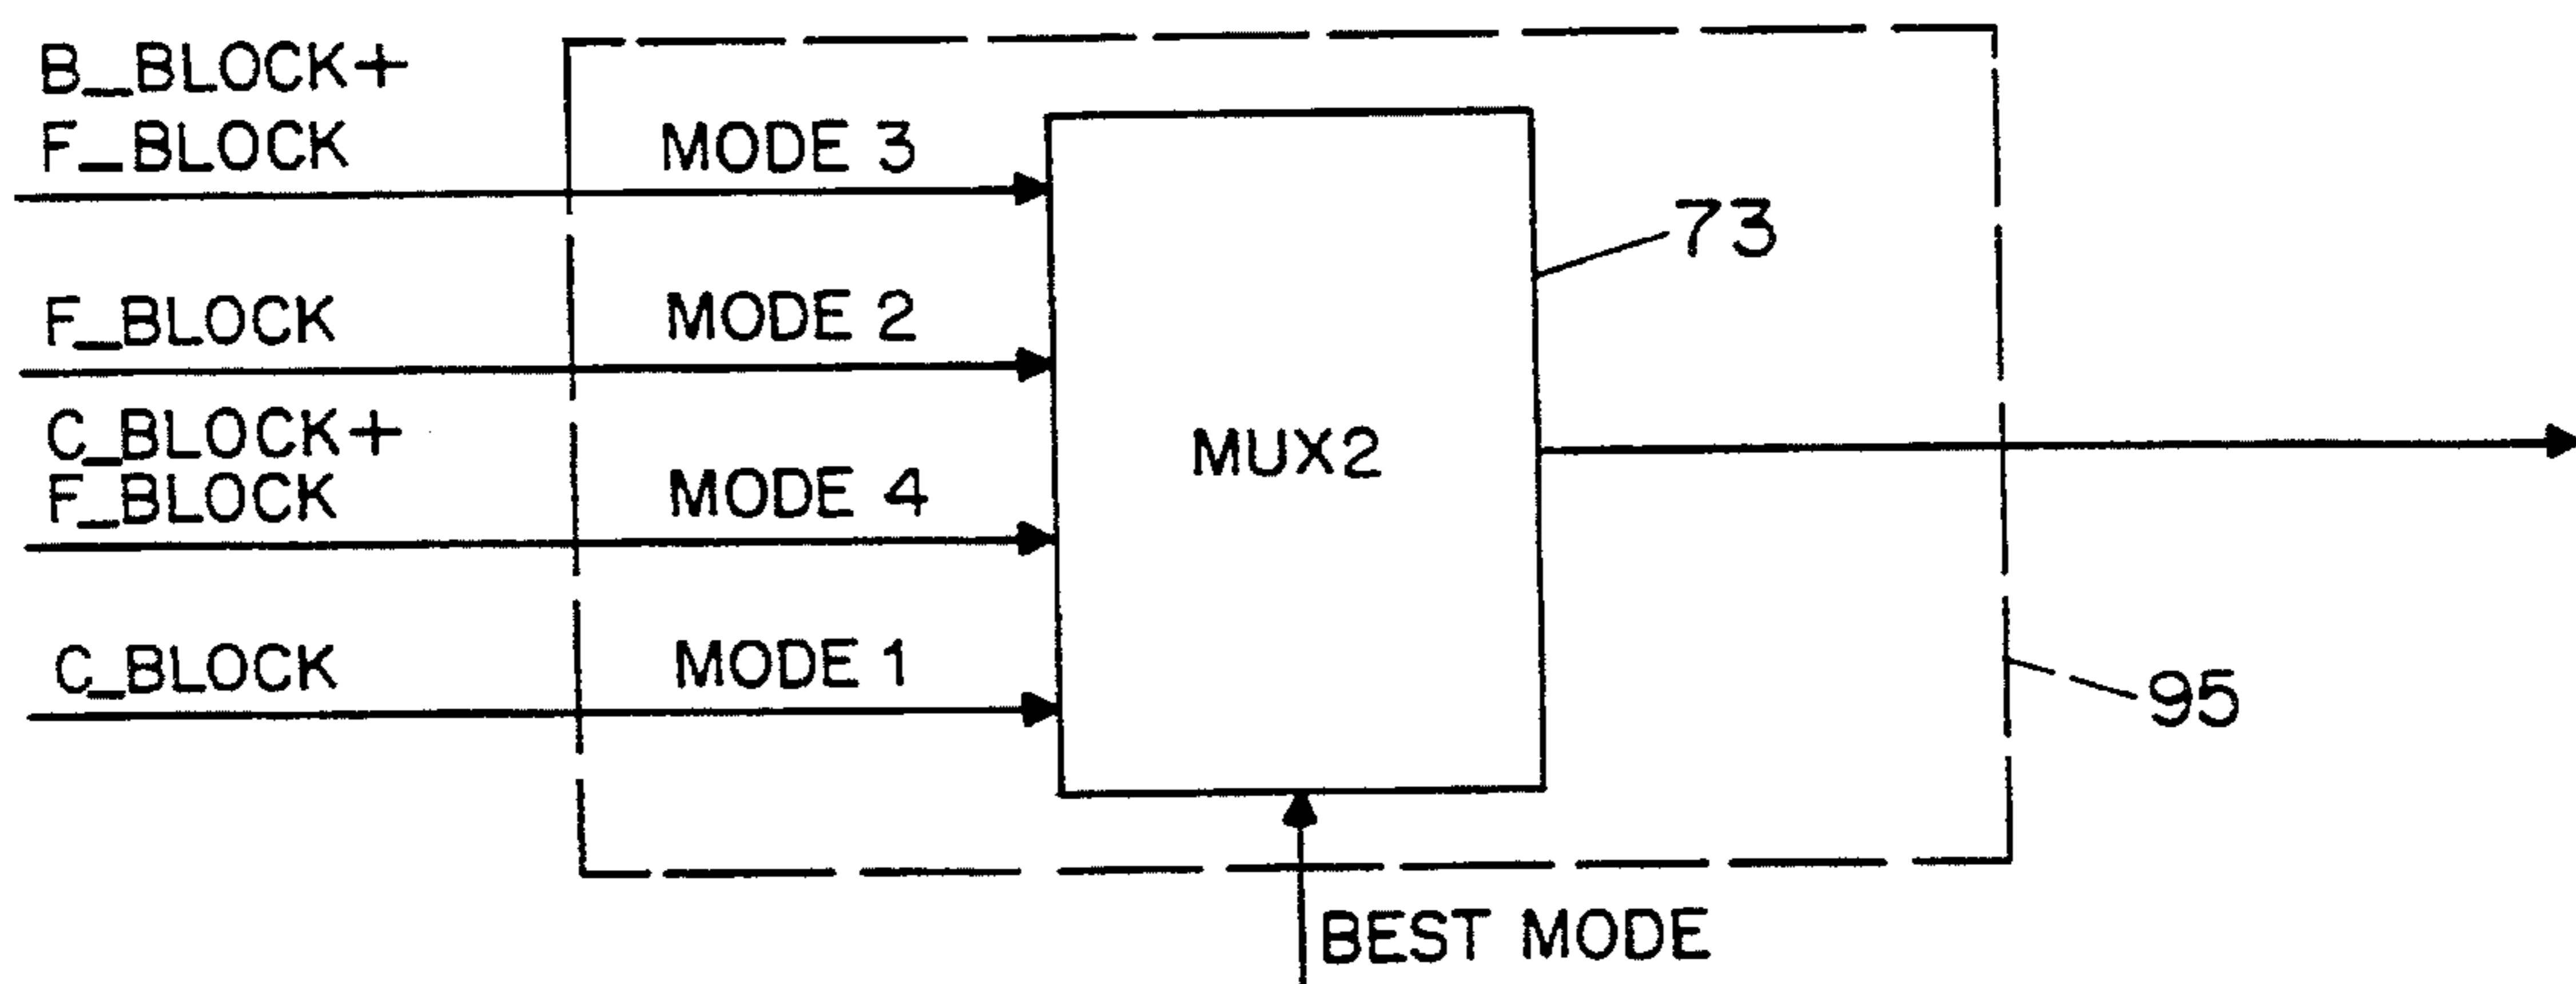 B_BLOCK+
F_BLOCK
MODE 3
73
F_BLOCK
MODE 2
C_BLOCK+
F_BLOCK
MODE 4
MUX2
C_BLOCK
MODE 1
95
BEST MODE